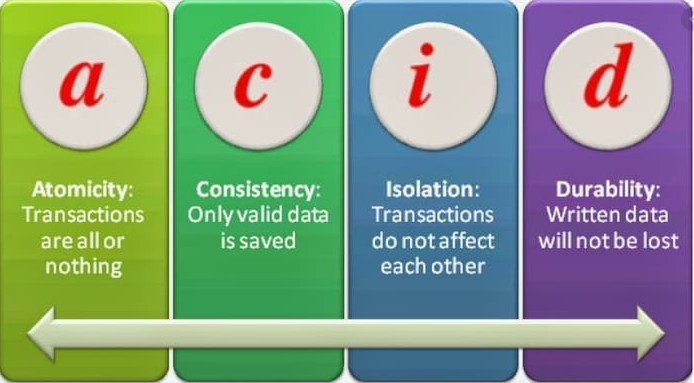 a
c
i
d
Atomicity:
Transactions
are all or
nothing
Consistency:
Only valid data
is saved
Isolation:
Transactions
do not affect
each other
Durability:
Written data
will not be lost